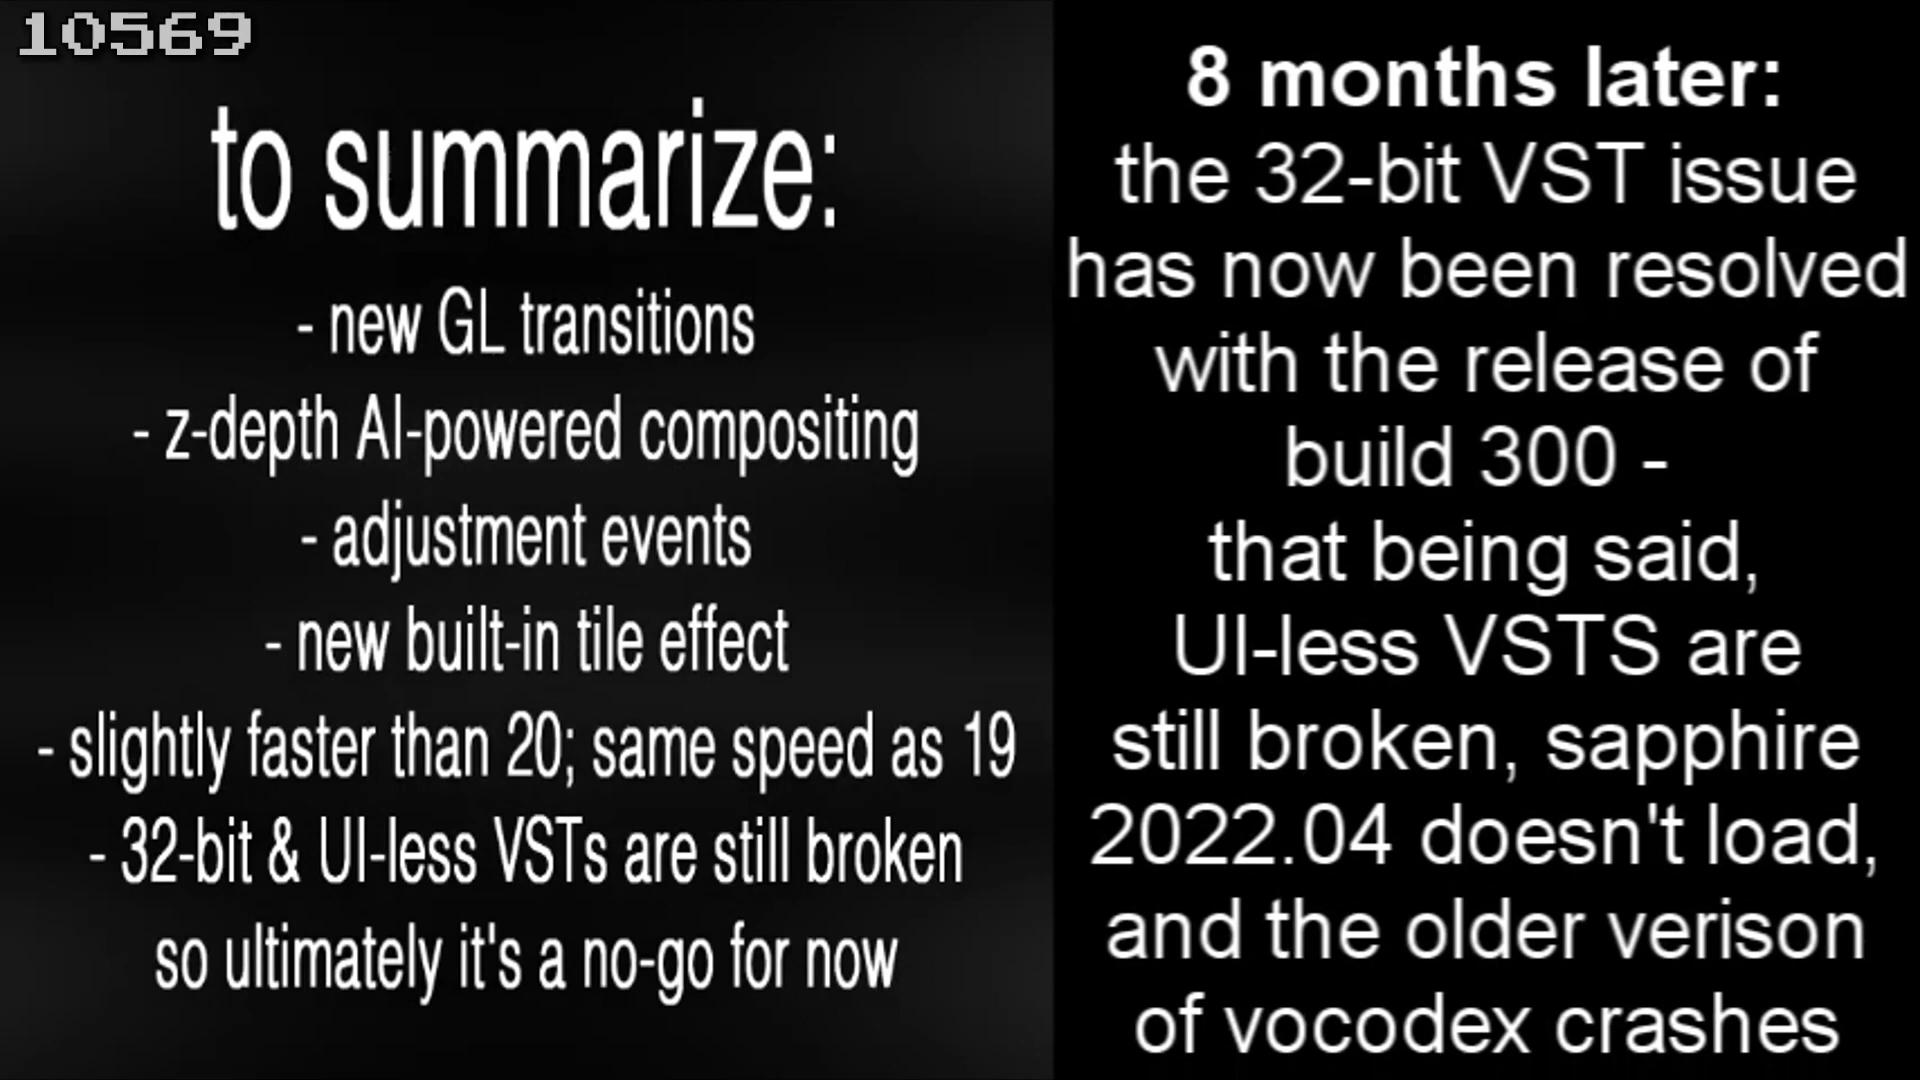 10569
to summarize:
- new GL transitions
- z-depth AI-powered compositing
- adjustment events
- new built-in tile effect
- slightly faster than 20; same speed as 19
- 32-bit & UI-less VSTs are still broken
so ultimately it's a no-go for now
8 months later:
the 32-bit VST issue
has now been resolved
with the release of
build 300 -
that being said,
UI-less VSTS are
still broken, sapphire
2022.04 doesn't load,
and the older verison
of vocodex crashes